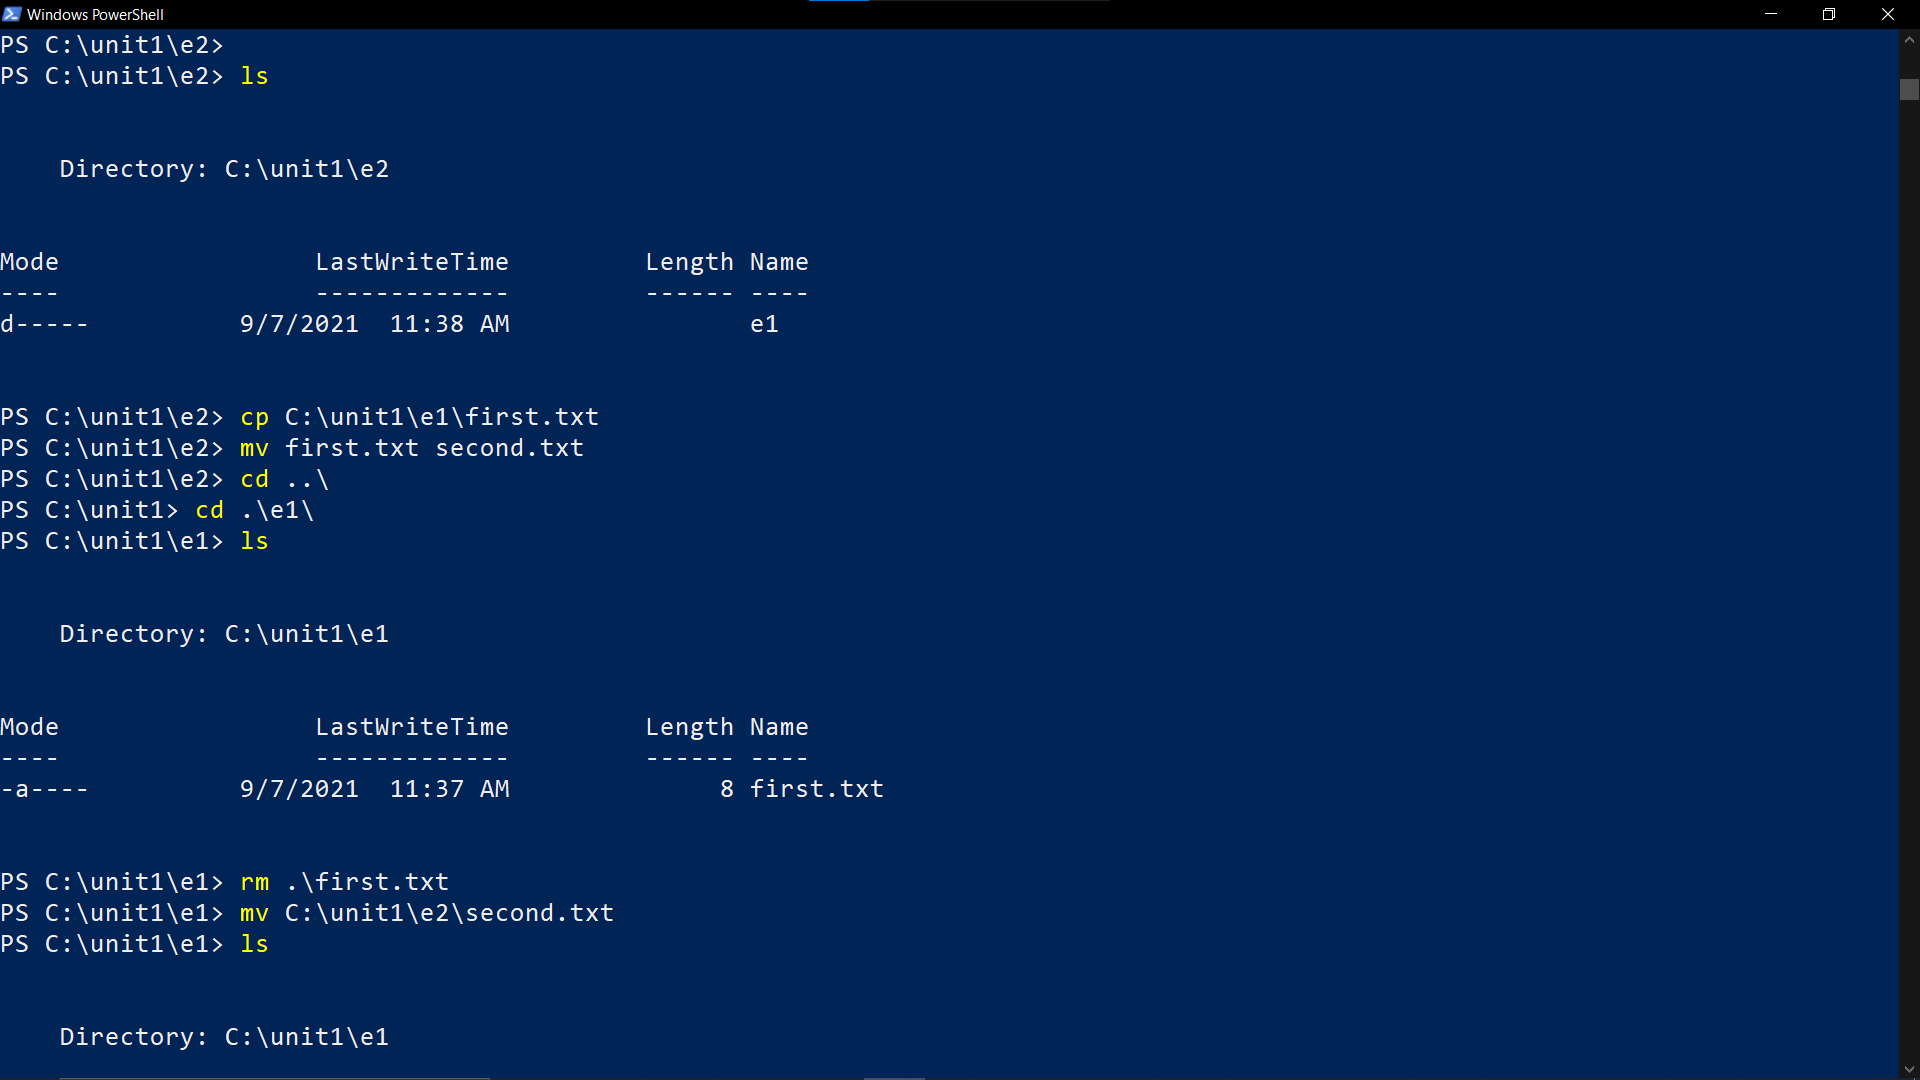 Windows PowerShell
PS C:\unit1\e2>
PS C:\unit1\e2> ls
    Directory: C:\unit1\e2
Mode                 LastWriteTime         Length Name
----                 -------------         ------ ----
d-----          9/7/2021  11:38 AM                e1
PS C:\unit1\e2> cp C:\unit1\e1\first.txt
PS C:\unit1\e2> mv first.txt second.txt
PS C:\unit1\e2> cd ..\
PS C:\unit1> cd .\e1\
PS C:\unit1\e1> ls
    Directory: C:\unit1\e1
Mode                 LastWriteTime         Length Name
----                 -------------         ------ ----
-a----          9/7/2021  11:37 AM              8 first.txt
PS C:\unit1\e1> rm .\first.txt
PS C:\unit1\e1> mv C:\unit1\e2\second.txt
PS C:\unit1\e1> ls
    Directory: C:\unit1\e1